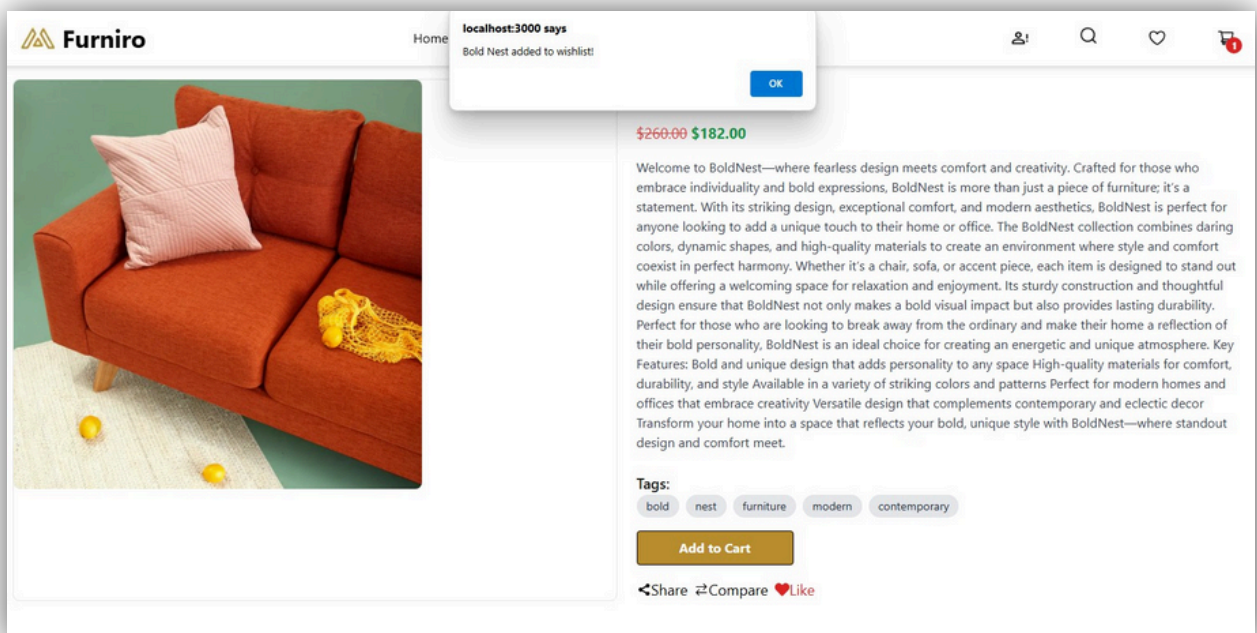 Furniro
Home
1
localhost:3000 says
Bold Nest added to wishlist!
OK
$260.00 $182.00
Welcome to BoldNest—where fearless design meets comfort and creativity. Crafted for those who
embrace individuality and bold expressions, BoldNest is more than just a piece of furniture; it's a
statement. With its striking design, exceptional comfort, and modern aesthetics, BoldNest is perfect for
anyone looking to add a unique touch to their home or office. The BoldNest collection combines daring
colors, dynamic shapes, and high-quality materials to create an environment where style and comfort
coexist in perfect harmony. Whether it's a chair, sofa, or accent piece, each item is designed to stand out
while offering a welcoming space for relaxation and enjoyment. Its sturdy construction and thoughtful
design ensure that BoldNest not only makes a bold visual impact but also provides lasting durability.
Perfect for those who are looking to break away from the ordinary and make their home a reflection of
their bold personality, BoldNest is an ideal choice for creating an energetic and unique atmosphere. Key
Features: Bold and unique design that adds personality to any space High-quality materials for comfort,
durability, and style Available in a variety of striking colors and patterns Perfect for modern homes and
offices that embrace creativity Versatile design that complements contemporary and eclectic decor
Transform your home into a space that reflects your bold, unique style with BoldNest—where standout
design and comfort meet.
Tags:
bold nest furniture modern contemporary
Add to Cart
Share Compare Like